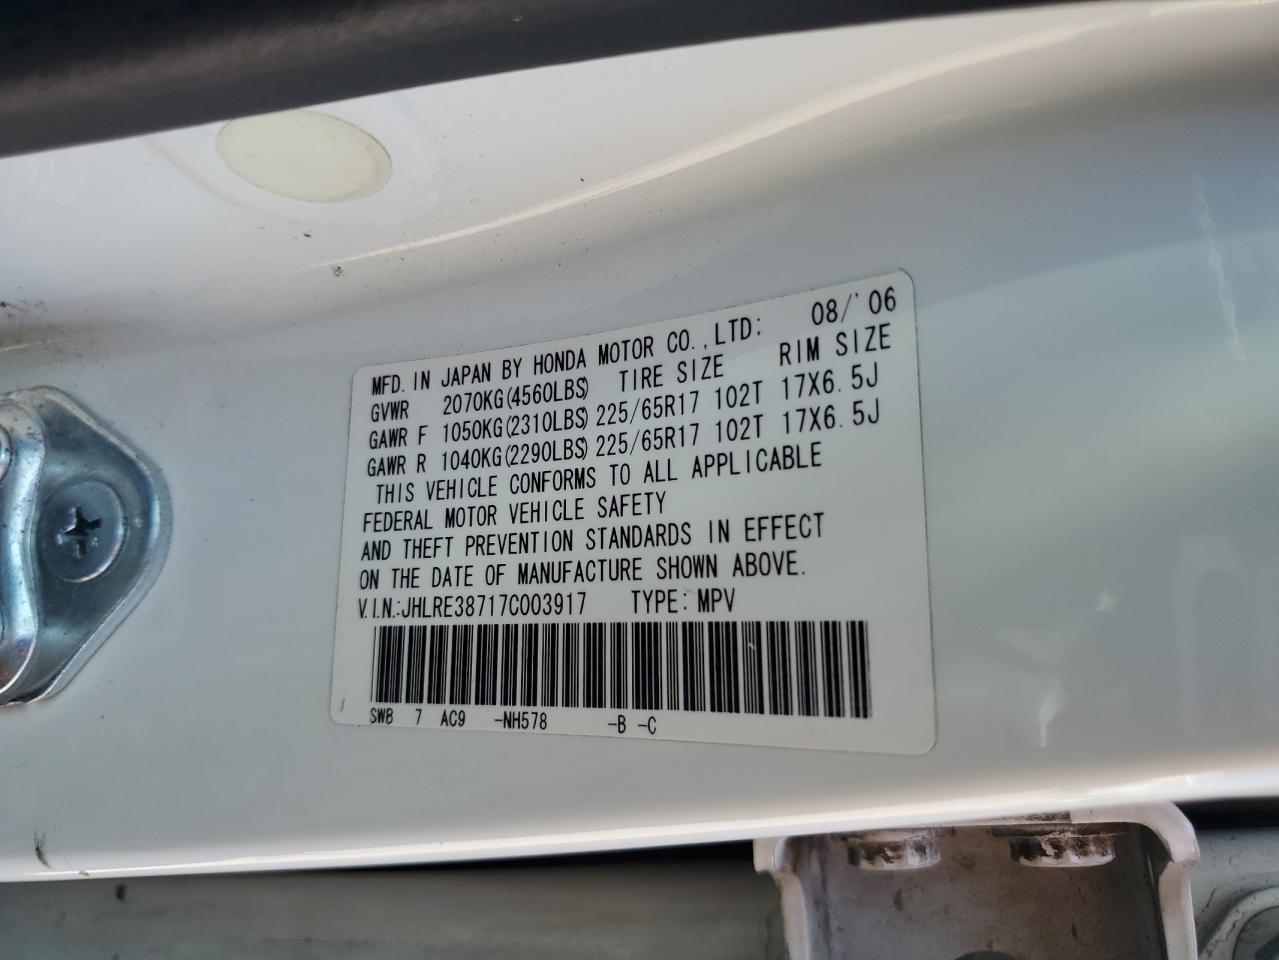 MFD. IN JAPAN BY HONDA MOTOR CO.,LTD: 08/'06
GVWR 2070KG(4560LBS) TIRE SIZE RIM SIZE
GAWR F 1050KG(2310LBS) 225/65R17 102T 17X6.5J
GAWR R 1040KG(2290LBS) 225/65R17 102T 17X6.5J
THIS VEHICLE CONFORMS TO ALL APPLICABLE
FEDERAL MOTOR VEHICLE SAFETY
AND THEFT PREVENTION STANDARDS IN EFFECT
ON THE DATE OF MANUFACTURE SHOWN ABOVE.
V.I.N.:JHLRE38717C003917 TYPE: MPV
SWB 7 AC9 -NH578 -B -C